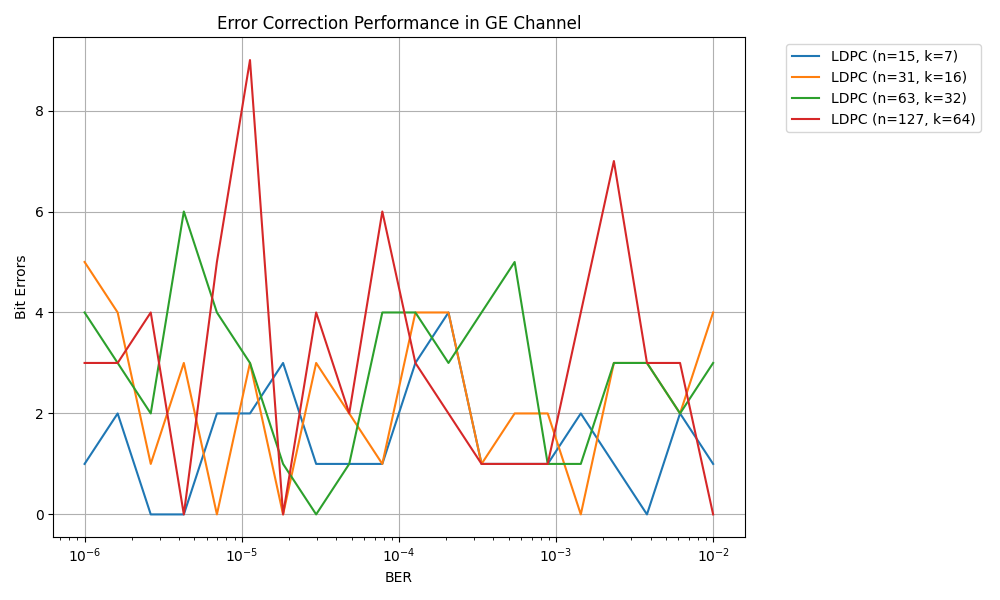 Error Correction Performance in GE Channel
LDPC (n=15, k=7)
LDPC (n=31, k=16)
LDPC (n=63, k=32)
LDPC (n=127, k=64)
Bit Errors
8
6
4
2
0
10⁻⁶ 10⁻⁵ 10⁻⁴ 10⁻³ 10⁻²
BER